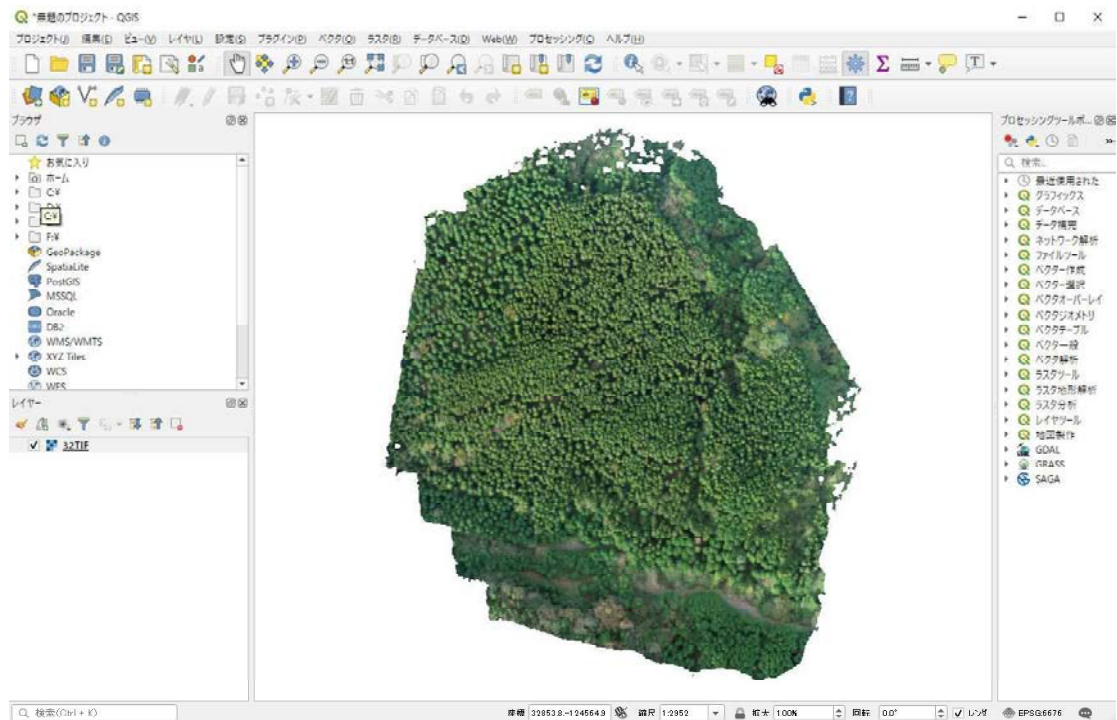 *無題のプロジェクト - QGIS
プロジェクト(J) 編集(E) ビュー(V) レイヤ(L) 設定(S) プラグイン(P) ベクタ(O) ラスタ(R) データベース(D) Web(W) プロセッシング(C) ヘルプ(H)
ブラウザ
お気に入り
ホーム
C:¥
C:¥
F:¥
GeoPackage
SpatiaLite
PostGIS
MSSQL
Oracle
DB2
WMS/WMTS
XYZ Tiles
WCS
WFS
レイヤー
32TIF
プロセッシングツールボ...
検索...
最近使用された
グラフィックス
データベース
データ補完
ネットワーク解析
ファイルツール
ベクター作成
ベクター選択
ベクタオーバーレイ
ベクタジオメトリ
ベクタテーブル
ベクター一般
ベクタ解析
ラスタツール
ラスタ地形解析
ラスタ分析
レイヤツール
地図製作
GDAL
GRASS
SAGA
検索(Ctrl + K)
座標 32853.8,-124564.9 縮尺 1:2952 拡大 100% 回転 0.0° レンダ EPSG:6676